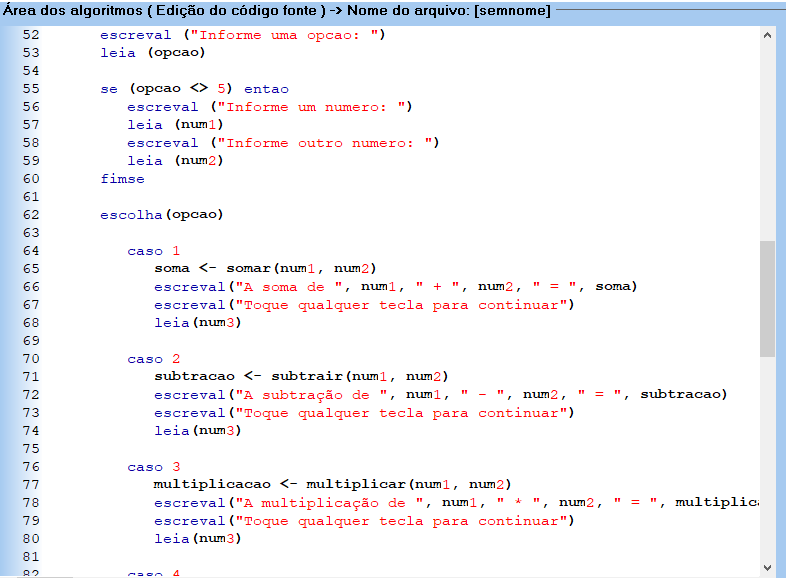 Área dos algoritmos ( Edição do código fonte ) -> Nome do arquivo: [semnome]
52 escreval ("Informe uma opcao: ")
53 leia (opcao)
54
55 se (opcao <> 5) entao
56 escreval ("Informe um numero: ")
57 leia (num1)
58 escreval ("Informe outro numero: ")
59 leia (num2)
60 fimse
61
62 escolha(opcao)
63
64 caso 1
65 soma <- somar(num1, num2)
66 escreval("A soma de ", num1, " + ", num2, " = ", soma)
67 escreval("Toque qualquer tecla para continuar")
68 leia(num3)
69
70 caso 2
71 subtracao <- subtrair(num1, num2)
72 escreval("A subtração de ", num1, " - ", num2, " = ", subtracao)
73 escreval("Toque qualquer tecla para continuar")
74 leia(num3)
75
76 caso 3
77 multiplicacao <- multiplicar(num1, num2)
78 escreval("A multiplicação de ", num1, " * ", num2, " = ", multiplic
79 escreval("Toque qualquer tecla para continuar")
80 leia(num3)
81
82 caso 4